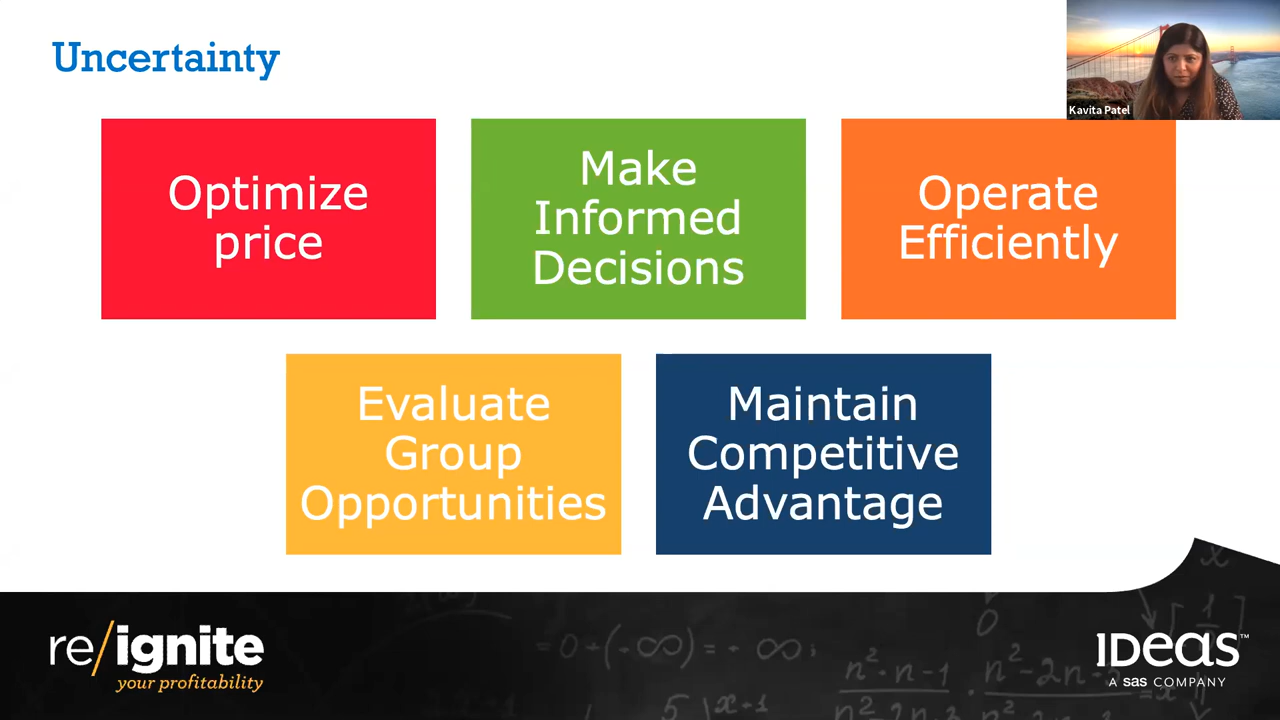 Uncertainty
Kavita Patel
Optimize
price
Make
Informed
Decisions
Operate
Efficiently
Evaluate
Group
Opportunities
Maintain
Competitive
Advantage
re/ignite
your profitability
IDeaS™
A sas COMPANY